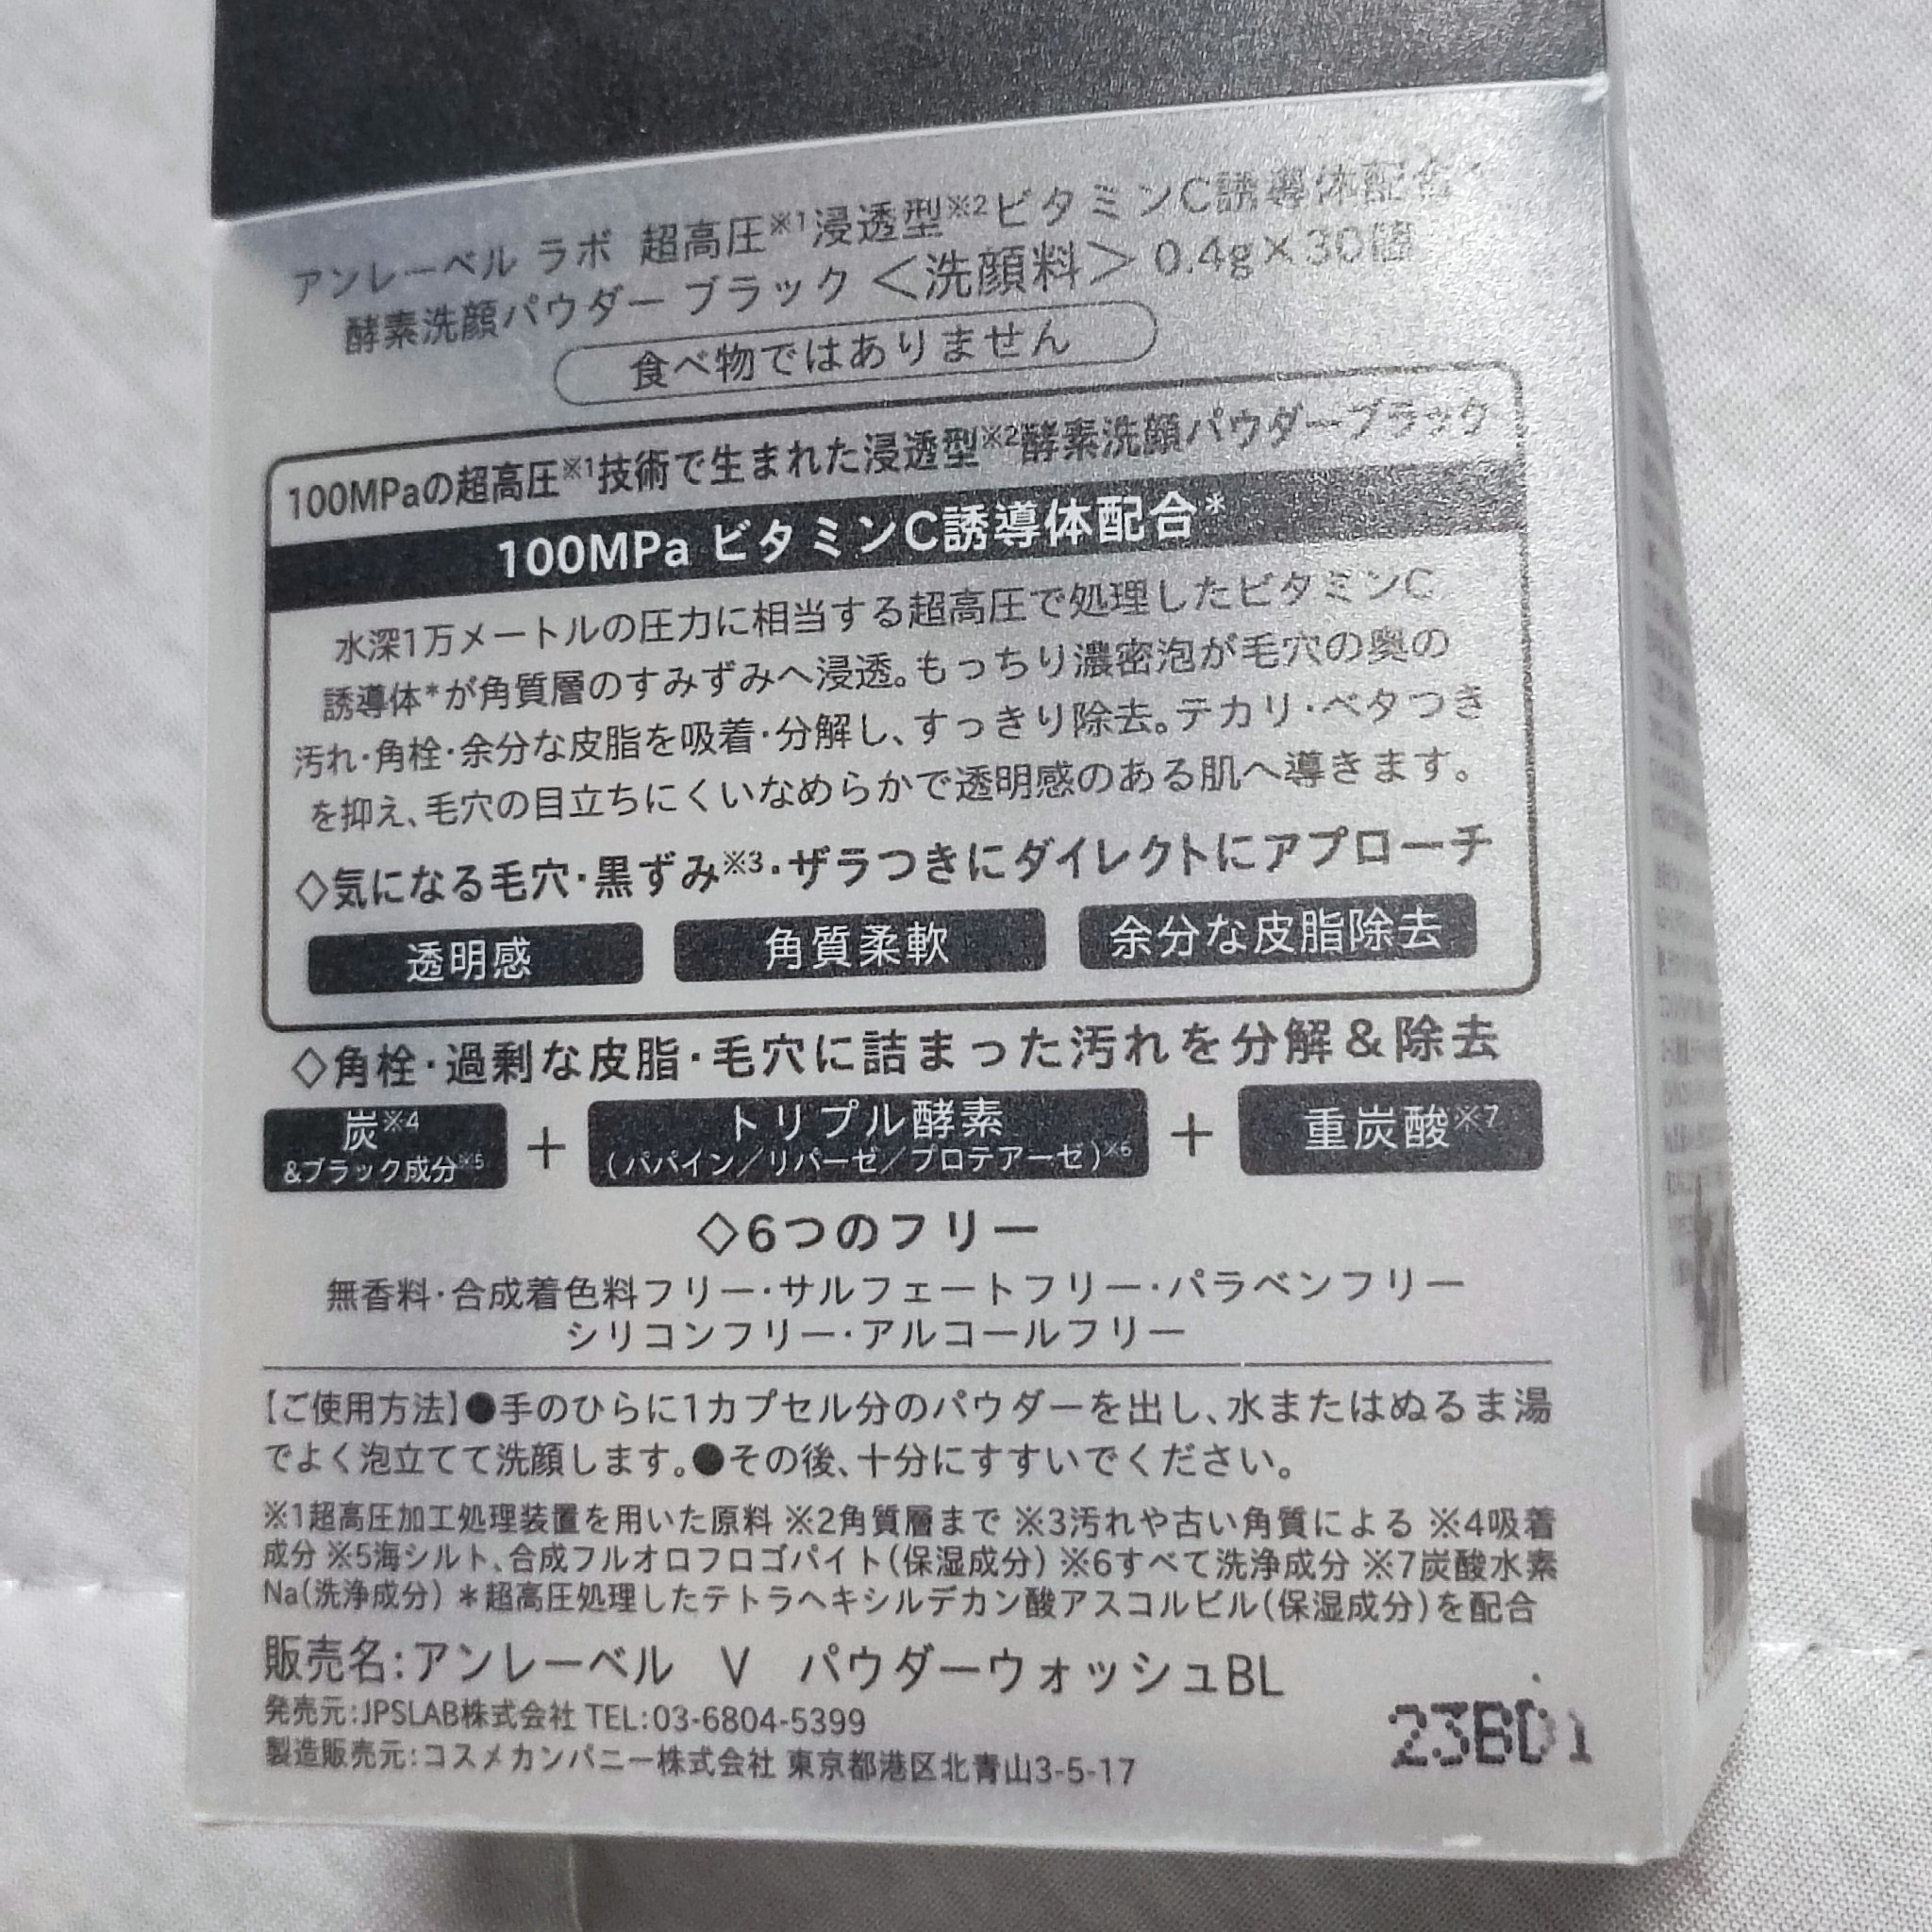 アンレーベル ラボ 超高圧※1浸透型※2ビタミンC誘導体配合*
酵素洗顔パウダー ブラック＜洗顔料＞0.4g×30個
食べ物ではありません
100MPaの超高圧※1技術で生まれた浸透型※2酵素洗顔パウダーブラック
100MPa ビタミンC誘導体配合*
水深1万メートルの圧力に相当する超高圧で処理したビタミンC
誘導体*が角質層のすみずみへ浸透。もっちり濃密泡が毛穴の奥の
汚れ・角栓・余分な皮脂を吸着・分解し、すっきり除去。テカリ・ベタつき
を抑え、毛穴の目立ちにくいなめらかで透明感のある肌へ導きます。
◇気になる毛穴・黒ずみ※3・ザラつきにダイレクトにアプローチ
透明感 角質柔軟 余分な皮脂除去
◇角栓・過剰な皮脂・毛穴に詰まった汚れを分解＆除去
炭※4
&ブラック成分※5
＋
トリプル酵素
(パパイン／リパーゼ／プロテアーゼ)※6
＋
重炭酸※7
◇6つのフリー
無香料・合成着色料フリー・サルフェートフリー・パラベンフリー
シリコンフリー・アルコールフリー
【ご使用方法】●手のひらに1カプセル分のパウダーを出し、水またはぬるま湯
でよく泡立てて洗顔します。●その後、十分にすすいでください。
※1超高圧加工処理装置を用いた原料 ※2角質層まで ※3汚れや古い角質による ※4吸着
成分 ※5海シルト、合成フルオロフロゴパイト(保湿成分) ※6すべて洗浄成分 ※7炭酸水素
Na(洗浄成分) *超高圧処理したテトラヘキシルデカン酸アスコルビル(保湿成分)を配合
販売名:アンレーベル V パウダーウォッシュBL
発売元:JPSLAB株式会社 TEL:03-6804-5399
製造販売元:コスメカンパニー株式会社 東京都港区北青山3-5-17
23BD1